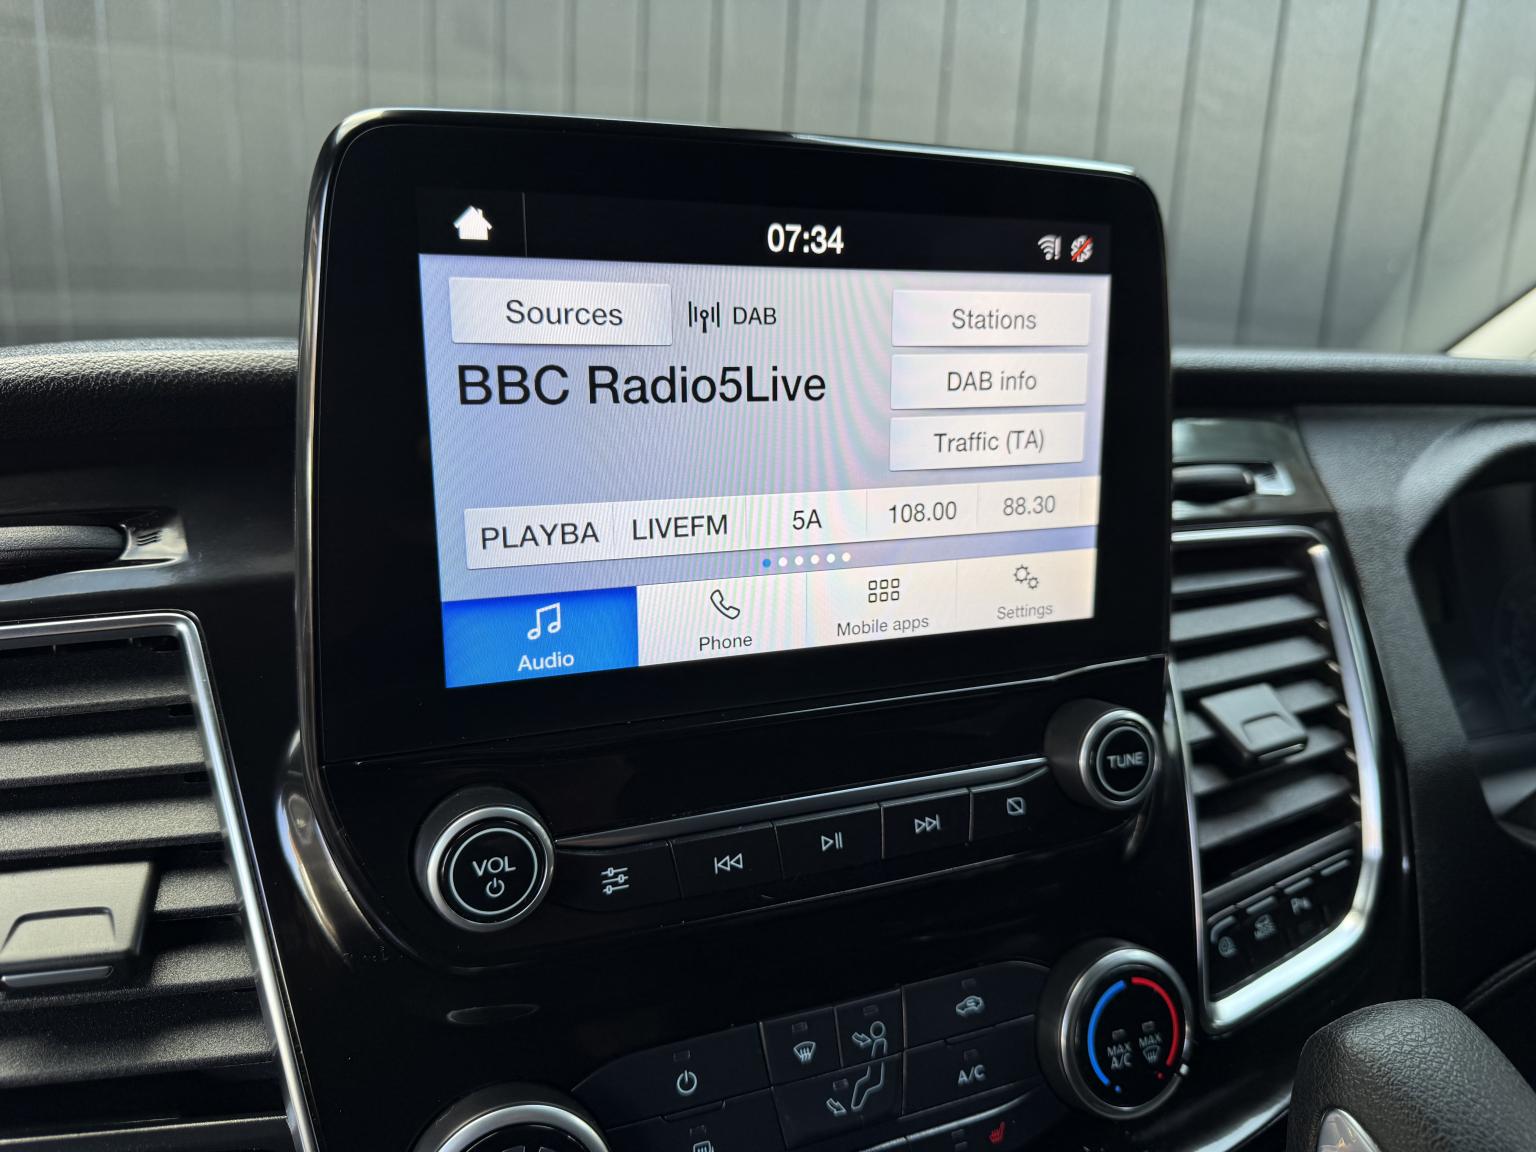 07:34
Sources
DAB
Stations
BBC Radio5Live
DAB info
Traffic (TA)
PLAYBA
LIVEFM
5A
108.00
88.30
Audio
Phone
Mobile apps
Settings
VOL
TUNE
MAX A/C
MAX
A/C